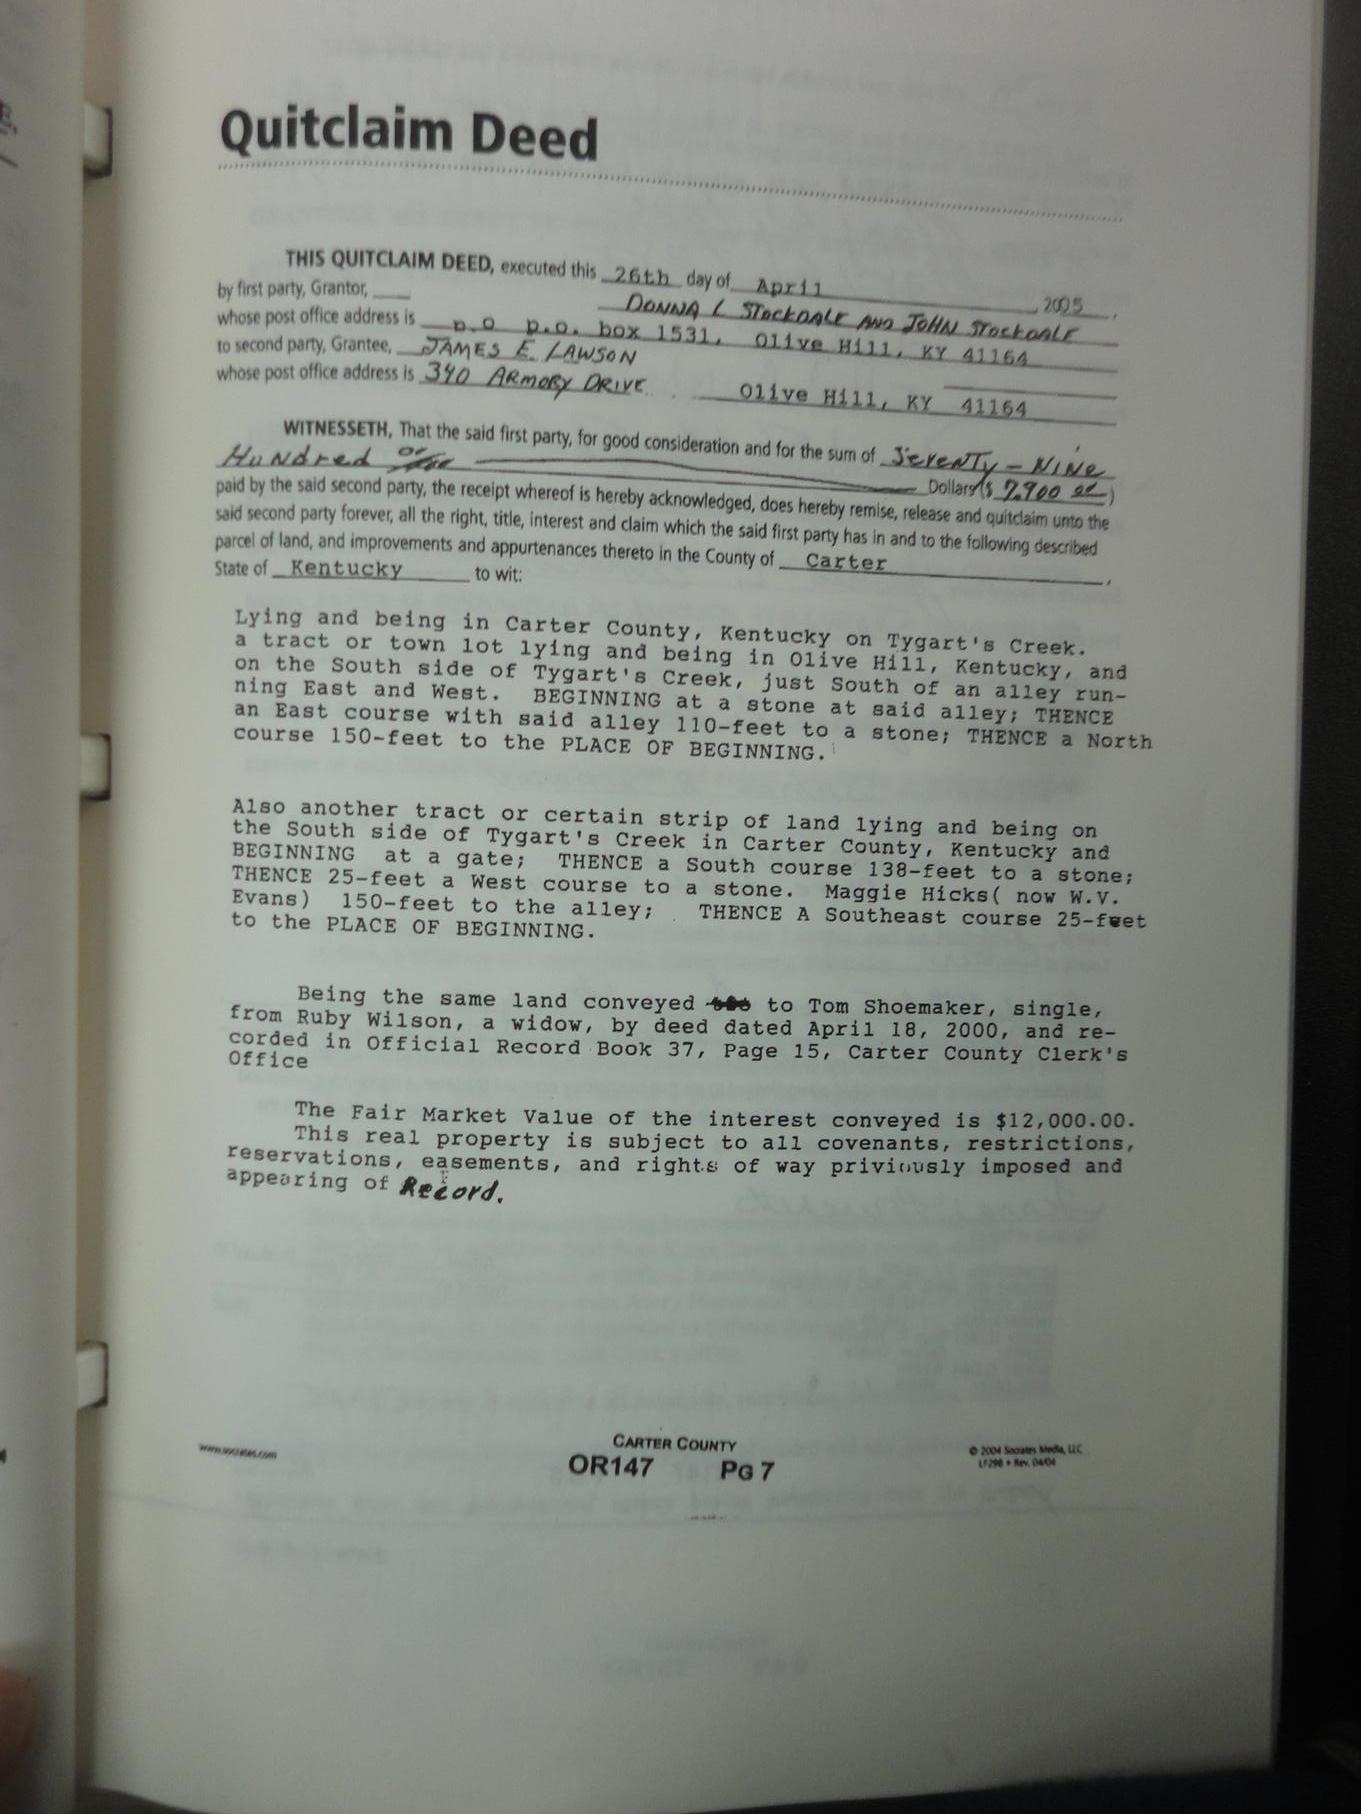 Quitclaim Deed
THIS QUITCLAIM DEED, executed this 26th day of April, 2005,
by first party, Grantor, DONNA L STOCKDALE AND JOHN STOCKDALE
whose post office address is p.o p.o. box 1531, Olive Hill, KY 41164
to second party, Grantee, JAMES E. LAWSON
whose post office address is 340 ARMORY DRIVE Olive Hill, KY 41164
WITNESSETH, That the said first party, for good consideration and for the sum of SEVENTY-NINE
HUNdred
Dollars ($ 7,900 00)
paid by the said second party, the receipt whereof is hereby acknowledged, does hereby remise, release and quitclaim unto the
said second party forever, all the right, title, interest and claim which the said first party has in and to the following described
parcel of land, and improvements and appurtenances thereto in the County of Carter,
State of Kentucky to wit:
Lying and being in Carter County, Kentucky on Tygart's Creek.
a tract or town lot lying and being in Olive Hill, Kentucky, and
on the South side of Tygart's Creek, just South of an alley run-
ning East and West. BEGINNING at a stone at said alley; THENCE
an East course with said alley 110-feet to a stone; THENCE a North
course 150-feet to the PLACE OF BEGINNING.
Also another tract or certain strip of land lying and being on
the South side of Tygart's Creek in Carter County, Kentucky and
BEGINNING at a gate; THENCE a South course 138-feet to a stone;
THENCE 25-feet a West course to a stone. Maggie Hicks( now W.V.
Evans) 150-feet to the alley; THENCE A Southeast course 25-feet
to the PLACE OF BEGINNING.
Being the same land conveyed to Tom Shoemaker, single,
from Ruby Wilson, a widow, by deed dated April 18, 2000, and re-
corded in Official Record Book 37, Page 15, Carter County Clerk's
Office
The Fair Market Value of the interest conveyed is $12,000.00.
This real property is subject to all covenants, restrictions,
reservations, easements, and rights of way priviously imposed and
appearing of Record.
www.socrates.com
CARTER COUNTY
OR147 PG 7
© 2004 Socrates Media, LLC
LF298 • Rev. 04/04